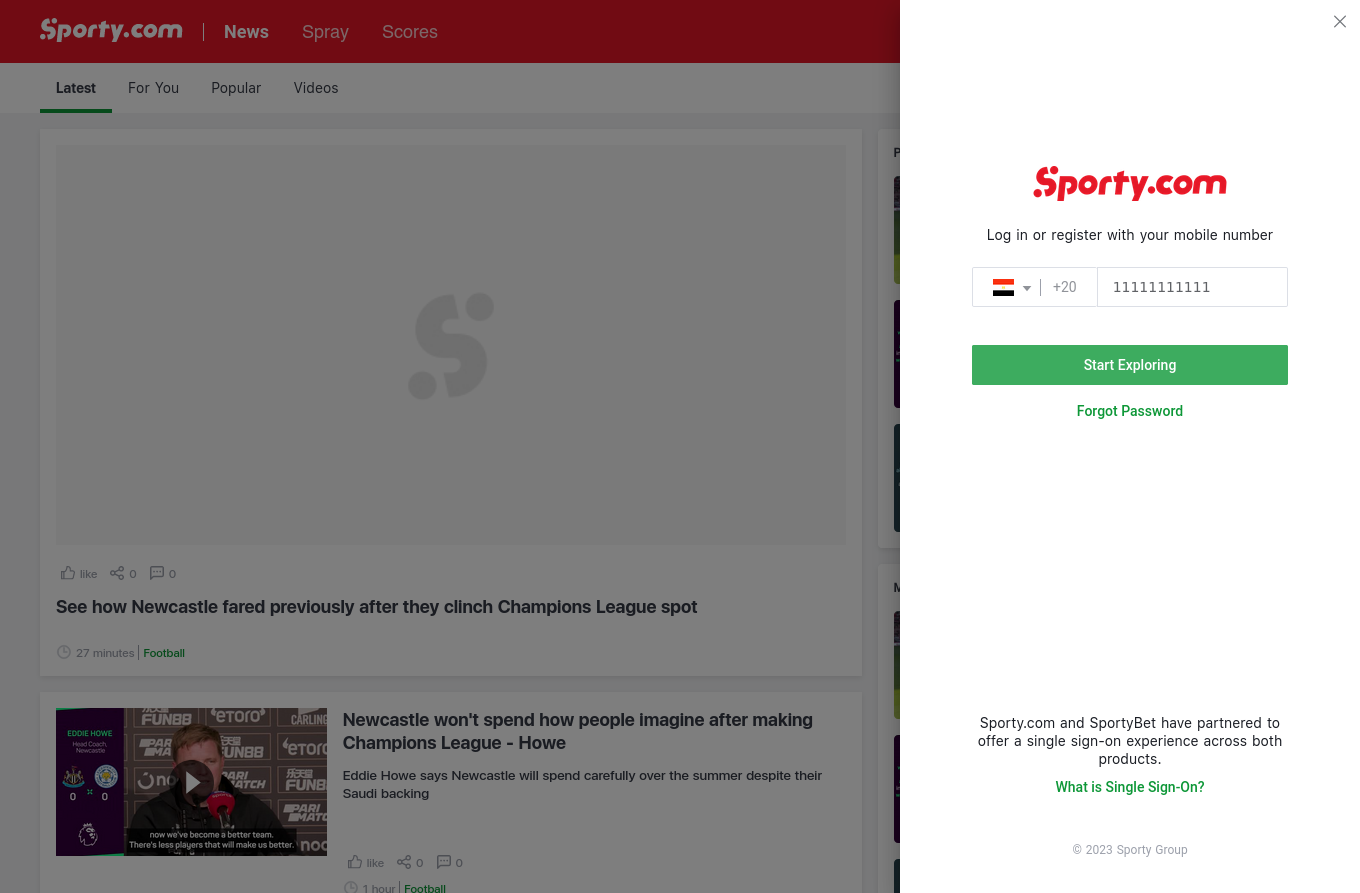 Sporty.com
News
Spray
Scores
Latest
For You
Popular
Videos
like
0
0
See how Newcastle fared previously after they clinch Champions League spot
27 minutes
Football
EDDIE HOWE
Head Coach,
Newcastle
0
0
FUN88
etoro
CARLING
FUN88
PARI MATCH
now we've become a better team.
There's less players that will make us better.
Newcastle won't spend how people imagine after making
Champions League - Howe
Eddie Howe says Newcastle will spend carefully over the summer despite their
Saudi backing
like
0
0
1 hour
Football
P
M
Sporty.com
Log in or register with your mobile number
+20
11111111111
Start Exploring
Forgot Password
Sporty.com and SportyBet have partnered to
offer a single sign-on experience across both
products.
What is Single Sign-On?
© 2023 Sporty Group